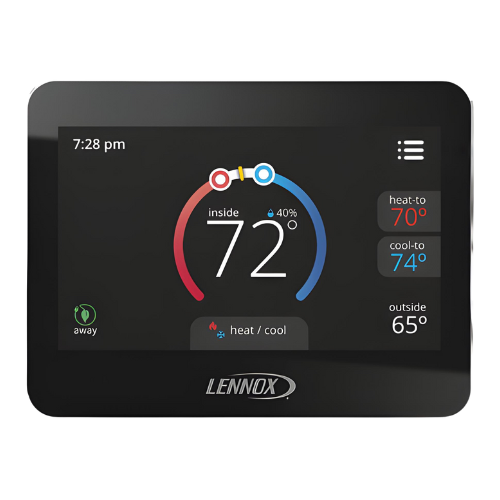 7:28 pm
heat-to
70°
inside
40%
72°
cool-to
74°
outside
65°
away
heat / cool
LENNOX